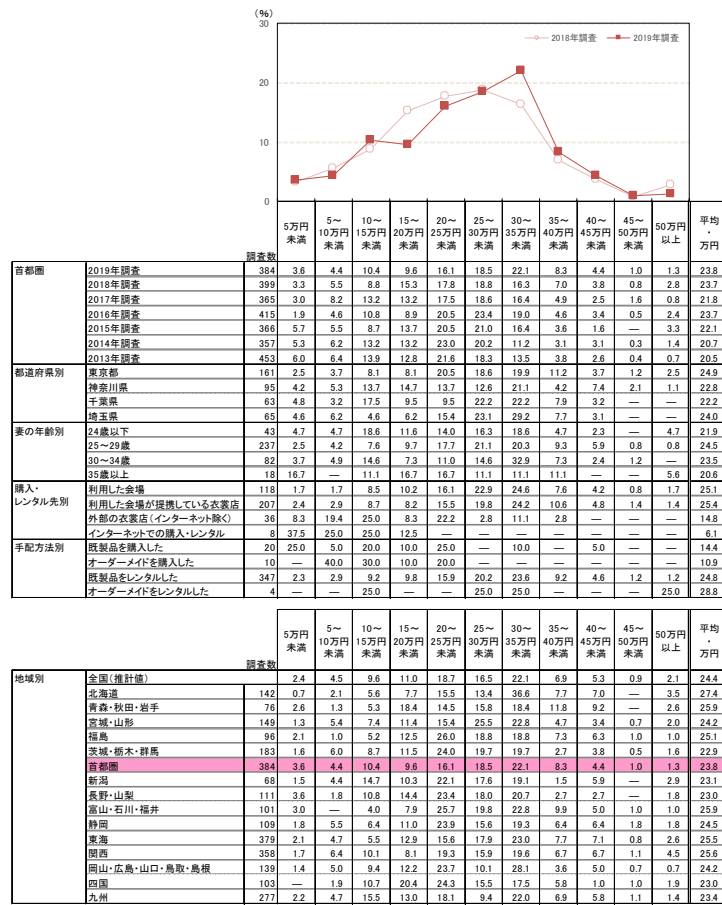 (%)
30
2018年調査 2019年調査
20
10
0
調査数 5万円未満 5～10万円未満 10～15万円未満 15～20万円未満 20～25万円未満 25～30万円未満 30～35万円未満 35～40万円未満 40～45万円未満 45～50万円未満 50万円以上 平均・万円
首都圏 2019年調査 384 3.6 4.4 10.4 9.6 16.1 18.5 22.1 8.3 4.4 1.0 1.3 23.8
2018年調査 399 3.3 5.5 8.8 15.3 17.8 18.8 16.3 7.0 3.8 0.8 2.8 23.7
2017年調査 365 3.0 8.2 13.2 13.2 17.5 18.6 16.4 4.9 2.5 1.6 0.8 21.8
2016年調査 415 1.9 4.6 10.8 8.9 20.5 23.4 19.0 4.6 3.4 0.5 2.4 23.7
2015年調査 366 5.7 5.5 8.7 13.7 20.5 21.0 16.4 3.6 1.6 — 3.3 22.1
2014年調査 357 5.3 6.2 13.2 13.2 23.0 20.2 11.2 3.1 3.1 0.3 1.4 20.7
2013年調査 453 6.0 6.4 13.9 12.8 21.6 18.3 13.5 3.8 2.6 0.4 0.7 20.5
都道府県別 東京都 161 2.5 3.7 8.1 8.1 20.5 18.6 19.9 11.2 3.7 1.2 2.5 24.9
神奈川県 95 4.2 5.3 13.7 14.7 13.7 12.6 21.1 4.2 7.4 2.1 1.1 22.8
千葉県 63 4.8 3.2 17.5 9.5 9.5 22.2 22.2 7.9 3.2 — — 22.2
埼玉県 65 4.6 6.2 4.6 6.2 15.4 23.1 29.2 7.7 3.1 — — 24.0
妻の年齢別 24歳以下 43 4.7 4.7 18.6 11.6 14.0 16.3 18.6 4.7 2.3 — 4.7 21.9
25～29歳 237 2.5 4.2 7.6 9.7 17.7 21.1 20.3 9.3 5.9 0.8 0.8 24.5
30～34歳 82 3.7 4.9 14.6 7.3 11.0 14.6 32.9 7.3 2.4 1.2 — 23.5
35歳以上 18 16.7 — 11.1 16.7 16.7 11.1 11.1 11.1 — — 5.6 20.6
購入・レンタル先別 利用した会場 118 1.7 1.7 8.5 10.2 16.1 22.9 24.6 7.6 4.2 0.8 1.7 25.1
利用した会場が提携している衣裳店 207 2.4 2.9 8.7 8.2 15.5 19.8 24.2 10.6 4.8 1.4 1.4 25.4
外部の衣裳店(インターネット除く) 36 8.3 19.4 25.0 8.3 22.2 2.8 11.1 2.8 — — — 14.8
インターネットでの購入・レンタル 8 37.5 25.0 25.0 12.5 — — — — — — — 6.1
手配方法別 既製品を購入した 20 25.0 5.0 20.0 10.0 25.0 — 10.0 — 5.0 — — 14.4
オーダーメイドを購入した 10 — 40.0 30.0 10.0 20.0 — — — — — — 10.9
既製品をレンタルした 347 2.3 2.9 9.2 9.8 15.9 20.2 23.6 9.2 4.6 1.2 1.2 24.8
オーダーメイドをレンタルした 4 — — 25.0 — — 25.0 25.0 — — — 25.0 28.8
調査数 5万円未満 5～10万円未満 10～15万円未満 15～20万円未満 20～25万円未満 25～30万円未満 30～35万円未満 35～40万円未満 40～45万円未満 45～50万円未満 50万円以上 平均・万円
地域別 全国(推計値) 2.4 4.5 9.6 11.0 18.7 16.5 22.1 6.9 5.3 0.9 2.1 24.4
北海道 142 0.7 2.1 5.6 7.7 15.5 13.4 36.6 7.7 7.0 — 3.5 27.4
青森・秋田・岩手 76 2.6 1.3 5.3 18.4 14.5 15.8 18.4 11.8 9.2 — 2.6 25.9
宮城・山形 149 1.3 5.4 7.4 11.4 15.4 25.5 22.8 4.7 3.4 0.7 2.0 24.2
福島 96 2.1 1.0 5.2 12.5 26.0 18.8 18.8 7.3 6.3 1.0 1.0 25.1
茨城・栃木・群馬 183 1.6 6.0 8.7 11.5 24.0 19.7 19.7 2.7 3.8 0.5 1.6 22.9
首都圏 384 3.6 4.4 10.4 9.6 16.1 18.5 22.1 8.3 4.4 1.0 1.3 23.8
新潟 68 1.5 4.4 14.7 10.3 22.1 17.6 19.1 1.5 5.9 — 2.9 23.1
長野・山梨 111 3.6 1.8 10.8 14.4 23.4 18.0 20.7 2.7 2.7 — 1.8 23.0
富山・石川・福井 101 3.0 — 4.0 7.9 25.7 19.8 22.8 9.9 5.0 1.0 1.0 25.9
静岡 109 1.8 5.5 6.4 11.0 23.9 15.6 19.3 6.4 6.4 1.8 1.8 24.5
東海 379 2.1 4.7 5.5 12.9 15.6 17.9 23.0 7.7 7.1 0.8 2.6 25.5
関西 358 1.7 6.4 10.1 8.1 19.3 15.9 19.6 6.7 6.7 1.1 4.5 25.6
岡山・広島・山口・鳥取・島根 139 1.4 5.0 9.4 12.2 23.7 10.1 28.1 3.6 5.0 0.7 0.7 24.2
四国 103 — 1.9 10.7 20.4 24.3 15.5 17.5 5.8 1.0 1.0 1.9 23.0
九州 277 2.2 4.7 15.5 13.0 18.1 9.4 22.0 6.9 5.8 1.1 1.4 23.4